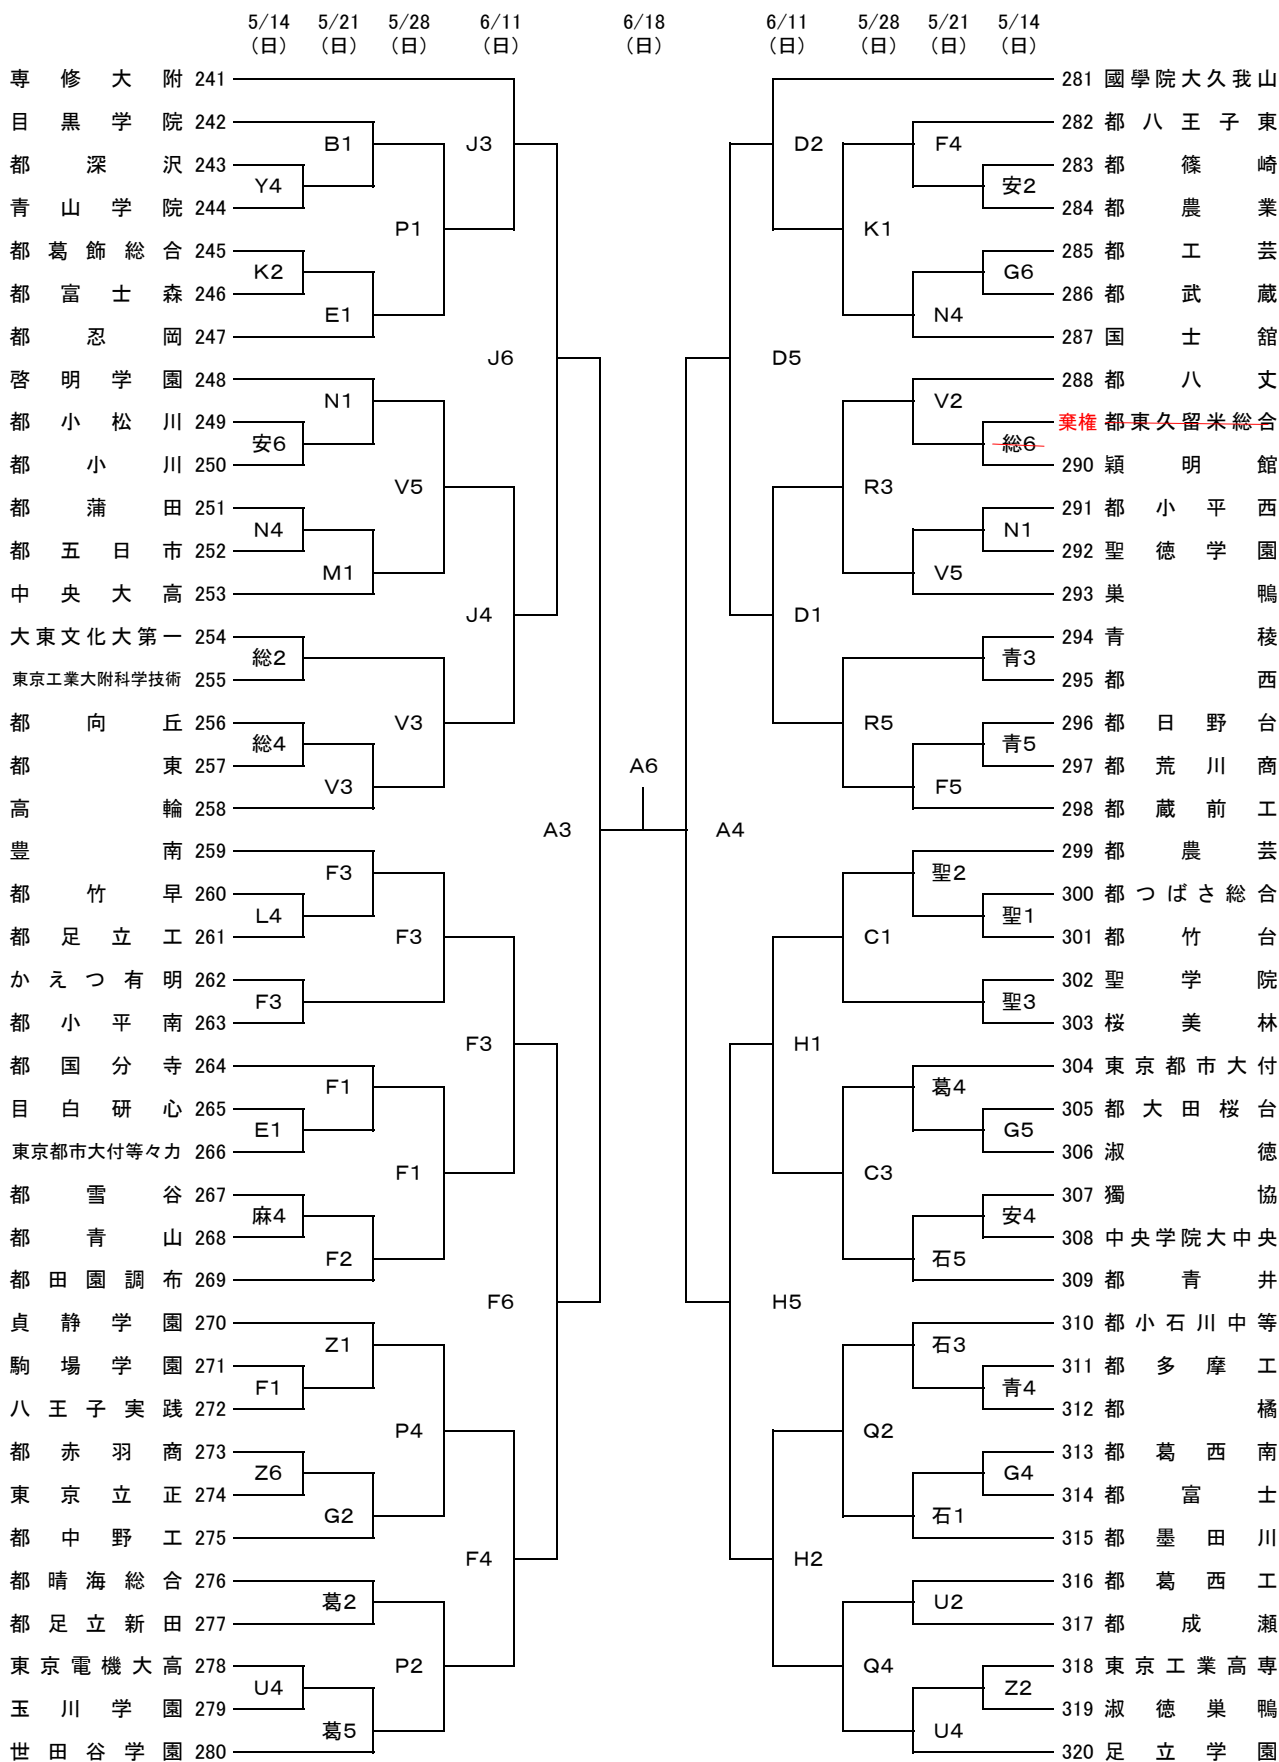 5/14 5/21 5/28 6/11 6/18 6/11 5/28 5/21 5/14
(日) (日) (日) (日) (日) (日) (日) (日) (日)
専修大附 241 281 國學院大久我山
目黒学院 242 282 都八王子東
B1 J3 D2 F4
都深沢 243 283 都篠崎
Y4 安2
青山学院 244 284 都農業
P1 K1
都葛飾総合 245 285 都工芸
K2 G6
都富士森 246 286 都武蔵
E1 N4
都忍岡 247 287 国士舘
J6 D5
啓明学園 248 288 都八丈
N1 V2
都小松川 249 棄権 都東久留米総合
安6 総6
都小川 250 290 穎明館
V5 R3
都蒲田 251 291 都小平西
N4 N1
都五日市 252 292 聖徳学園
M1 V5
中央大高 253 293 巣鴨
J4 D1
大東文化大第一 254 294 青稜
総2 青3
東京工業大附科学技術 255 295 都西
都向丘 256 V3 R5 296 都日野台
総4 青5
都東 257 297 都荒川商
A6
V3 F5
高輪 258 298 都蔵前工
A3 A4
豊南 259 299 都農芸
F3 聖2
都竹早 260 300 都つばさ総合
L4 聖1
都足立工 261 F3 C1 301 都竹台
かえつ有明 262 302 聖学院
F3 聖3
都小平南 263 303 桜美林
F3 H1
都国分寺 264 304 東京都市大付
F1 葛4
目白研心 265 305 都大田桜台
E1 G5
東京都市大付等々力 266 306 淑徳
F1 C3
都雪谷 267 307 獨協
麻4 安4
都青山 268 308 中央学院大中央
F2 石5
都田園調布 269 309 都青井
F6 H5
貞静学園 270 310 都小石川中等
Z1 石3
駒場学園 271 311 都多摩工
F1 青4
八王子実践 272 312 都橘
P4 Q2
都赤羽商 273 313 都葛西南
Z6 G4
東京立正 274 314 都富士
G2 石1
都中野工 275 315 都墨田川
F4 H2
都晴海総合 276 316 都葛西工
葛2 U2
都足立新田 277 317 都成瀬
東京電機大高 278 P2 Q4 318 東京工業高専
U4 Z2
玉川学園 279 319 淑徳巣鴨
葛5 U4
世田谷学園 280 320 足立学園